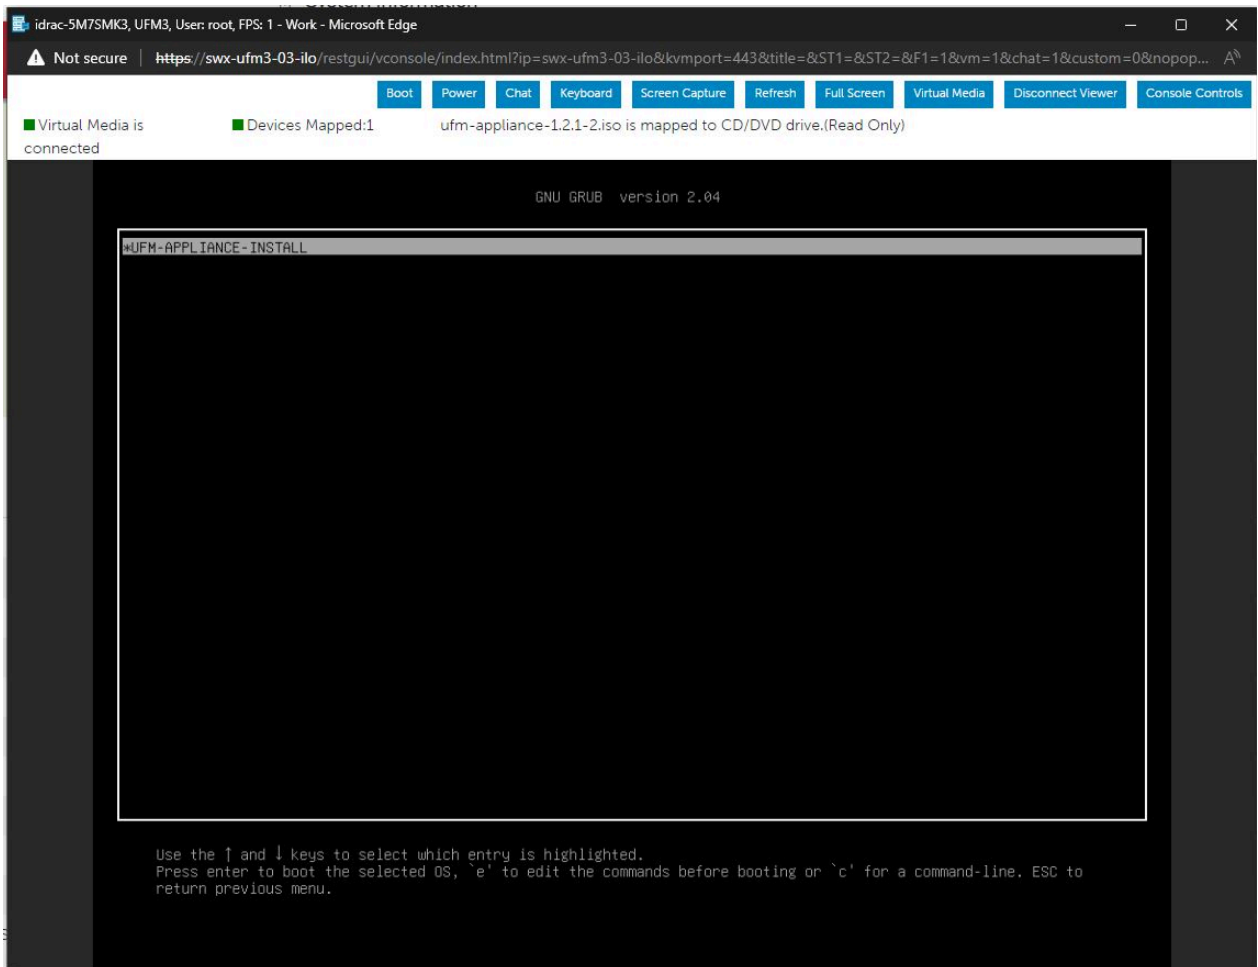 System Information
idrac-5M7SMK3, UFM3, User: root, FPS: 1 - Work - Microsoft Edge
Not secure | https://swx-ufm3-03-ilo/restgui/vconsole/index.html?ip=swx-ufm3-03-ilo&kvmport=443&title=&ST1=&ST2=&F1=1&vm=1&chat=1&custom=0&nopop...
Boot Power Chat Keyboard Screen Capture Refresh Full Screen Virtual Media Disconnect Viewer Console Controls
Virtual Media is connected
Devices Mapped:1
ufm-appliance-1.2.1-2.iso is mapped to CD/DVD drive.(Read Only)
GNU GRUB version 2.04
*UFM-APPLIANCE-INSTALL
Use the ↑ and ↓ keys to select which entry is highlighted.
Press enter to boot the selected OS, `e' to edit the commands before booting or `c' for a command-line. ESC to
return previous menu.